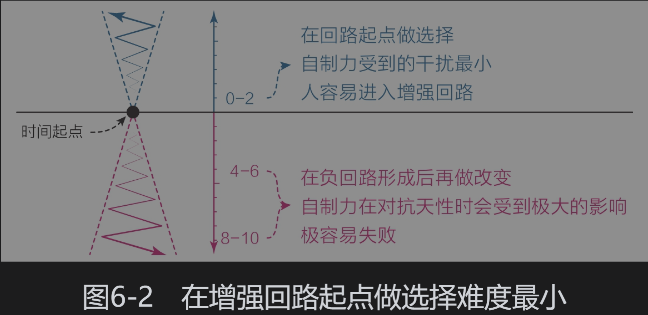 在回路起点做选择
自制力受到的干扰最小
0–2
人容易进入增强回路
时间起点
4–6
在负回路形成后再做改变
自制力在对抗天性时会受到极大的影响
8–10
极容易失败
图6-2 在增强回路起点做选择难度最小